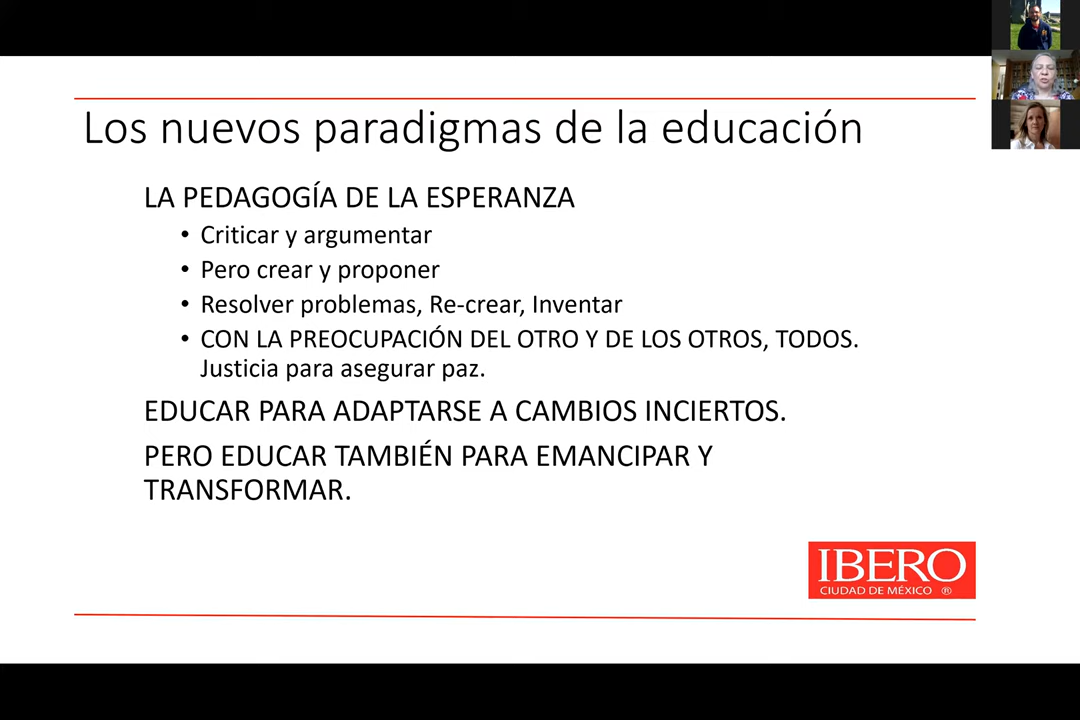 Los nuevos paradigmas de la educación
LA PEDAGOGÍA DE LA ESPERANZA
• Criticar y argumentar
• Pero crear y proponer
• Resolver problemas, Re-crear, Inventar
• CON LA PREOCUPACIÓN DEL OTRO Y DE LOS OTROS, TODOS.
Justicia para asegurar paz.
EDUCAR PARA ADAPTARSE A CAMBIOS INCIERTOS.
PERO EDUCAR TAMBIÉN PARA EMANCIPAR Y
TRANSFORMAR.
IBERO
CIUDAD DE MÉXICO ®